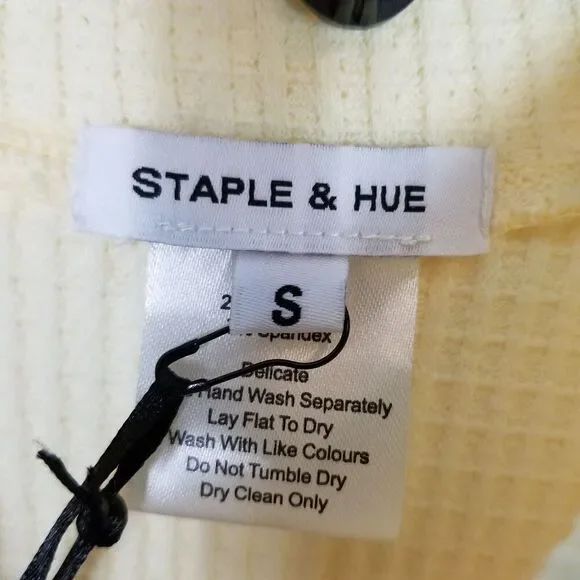 STAPLE & HUE
S
Spandex
Delicate
Hand Wash Separately
Lay Flat To Dry
Wash With Like Colours
Do Not Tumble Dry
Dry Clean Only